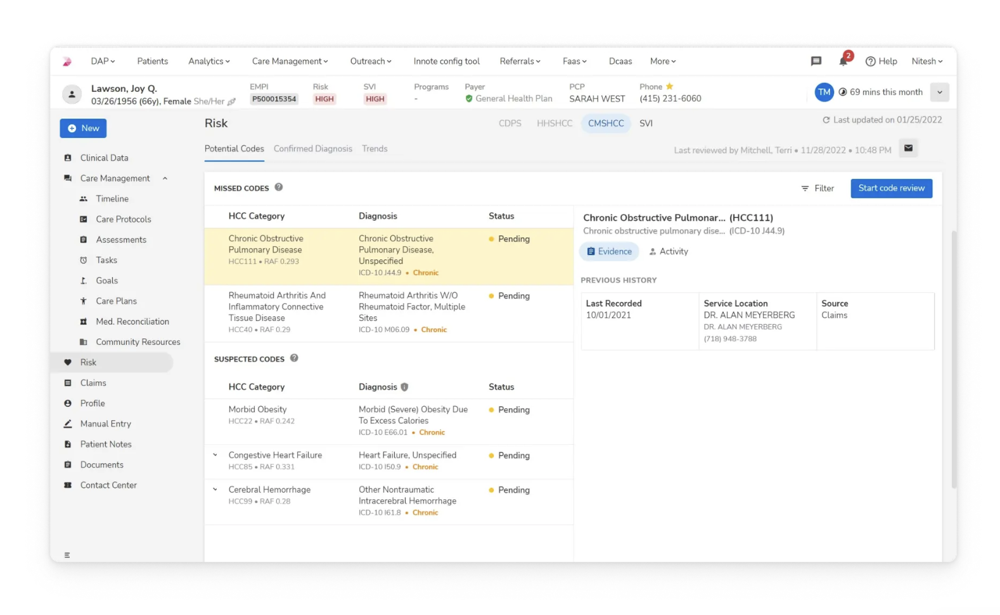 DAP Patients Analytics Care Management Outreach Innote config tool Referrals Faas Dcaas More 2 Help Nitesh
Lawson, Joy Q.
03/26/1956 (66y), Female She/Her
EMPI
P500015354
Risk
HIGH
SVI
HIGH
Programs
-
Payer
General Health Plan
PCP
SARAH WEST
Phone
(415) 231-6060
TM 69 mins this month
New
Clinical Data
Care Management
Timeline
Care Protocols
Assessments
Tasks
Goals
Care Plans
Med. Reconciliation
Community Resources
Risk
Claims
Profile
Manual Entry
Patient Notes
Documents
Contact Center
Risk
CDPS HHSHCC CMSHCC SVI
Last updated on 01/25/2022
Potential Codes Confirmed Diagnosis Trends
Last reviewed by Mitchell, Terri • 11/28/2022 • 10:48 PM
MISSED CODES
Filter
Start code review
HCC Category Diagnosis Status
Chronic Obstructive
Pulmonary Disease
HCC111 • RAF 0.293
Chronic Obstructive
Pulmonary Disease,
Unspecified
ICD-10 J44.9 • Chronic
Pending
Rheumatoid Arthritis And
Inflammatory Connective
Tissue Disease
HCC40 • RAF 0.29
Rheumatoid Arthritis W/O
Rheumatoid Factor, Multiple
Sites
ICD-10 M06.09 • Chronic
Pending
SUSPECTED CODES
HCC Category Diagnosis Status
Morbid Obesity
HCC22 • RAF 0.242
Morbid (Severe) Obesity Due
To Excess Calories
ICD-10 E66.01 • Chronic
Pending
Congestive Heart Failure
HCC85 • RAF 0.331
Heart Failure, Unspecified
ICD-10 I50.9 • Chronic
Pending
Cerebral Hemorrhage
HCC99 • RAF 0.28
Other Nontraumatic
Intracerebral Hemorrhage
ICD-10 I61.8 • Chronic
Pending
Chronic Obstructive Pulmonar... (HCC111)
Chronic obstructive pulmonary dise... (ICD-10 J44.9)
Evidence Activity
PREVIOUS HISTORY
Last Recorded
10/01/2021
Service Location
DR. ALAN MEYERBERG
DR. ALAN MEYERBERG
(718) 948-3788
Source
Claims